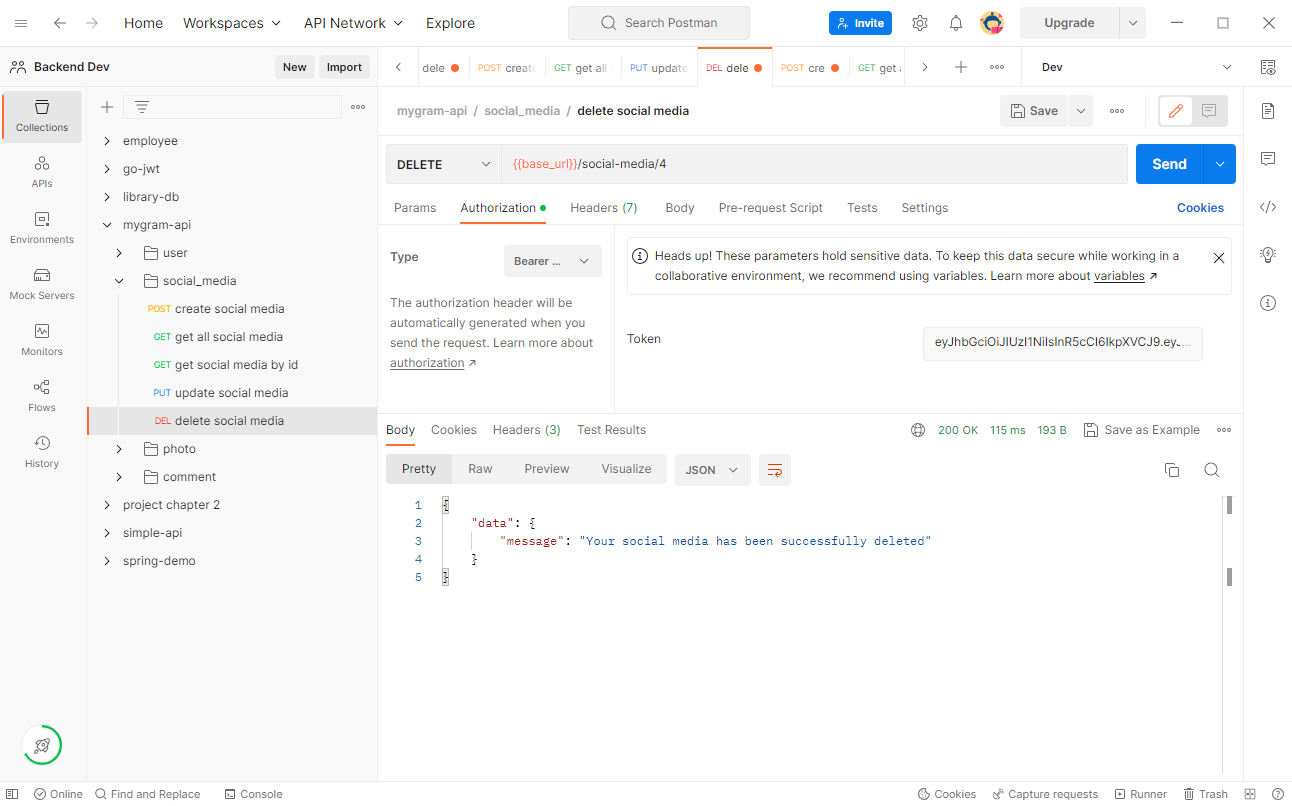 Home Workspaces API Network Explore Search Postman Invite Upgrade
Backend Dev New Import
dele POST create GET get all PUT update DEL dele POST cre GET get Dev
Collections
APIs
Environments
Mock Servers
Monitors
Flows
History
employee
go-jwt
library-db
mygram-api
user
social_media
POST create social media
GET get all social media
GET get social media by id
PUT update social media
DEL delete social media
photo
comment
project chapter 2
simple-api
spring-demo
mygram-api / social_media / delete social media Save
DELETE {{base_url}}/social-media/4 Send
Params Authorization Headers (7) Body Pre-request Script Tests Settings Cookies
Type Bearer ...
The authorization header will be
automatically generated when you
send the request. Learn more about
authorization ↗
Heads up! These parameters hold sensitive data. To keep this data secure while working in a
collaborative environment, we recommend using variables. Learn more about variables ↗
Token
Body Cookies Headers (3) Test Results 200 OK 115 ms 193 B Save as Example
Pretty Raw Preview Visualize JSON
1 {
2 "data": {
3 "message": "Your social media has been successfully deleted"
4 }
5 }
Online Find and Replace Console Cookies Capture requests Runner Trash